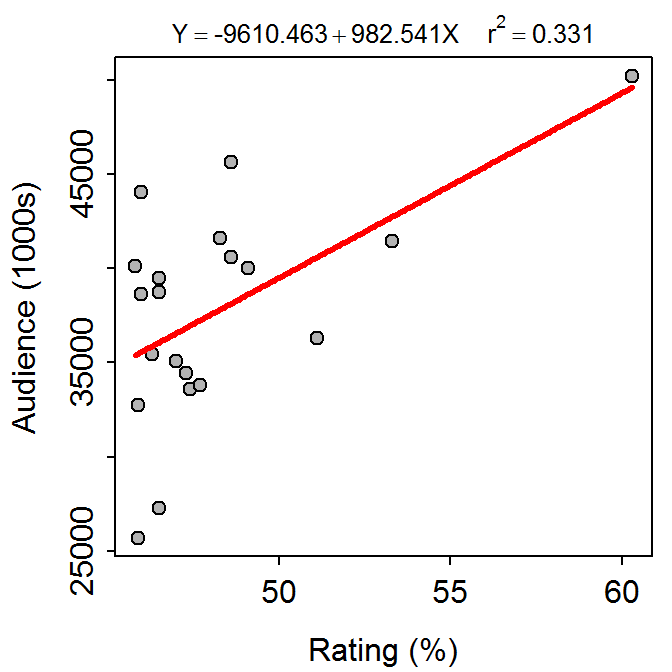 Y = -9610.463 + 982.541X r² = 0.331
Audience (1000s)
45000
35000
25000
50 55 60
Rating (%)